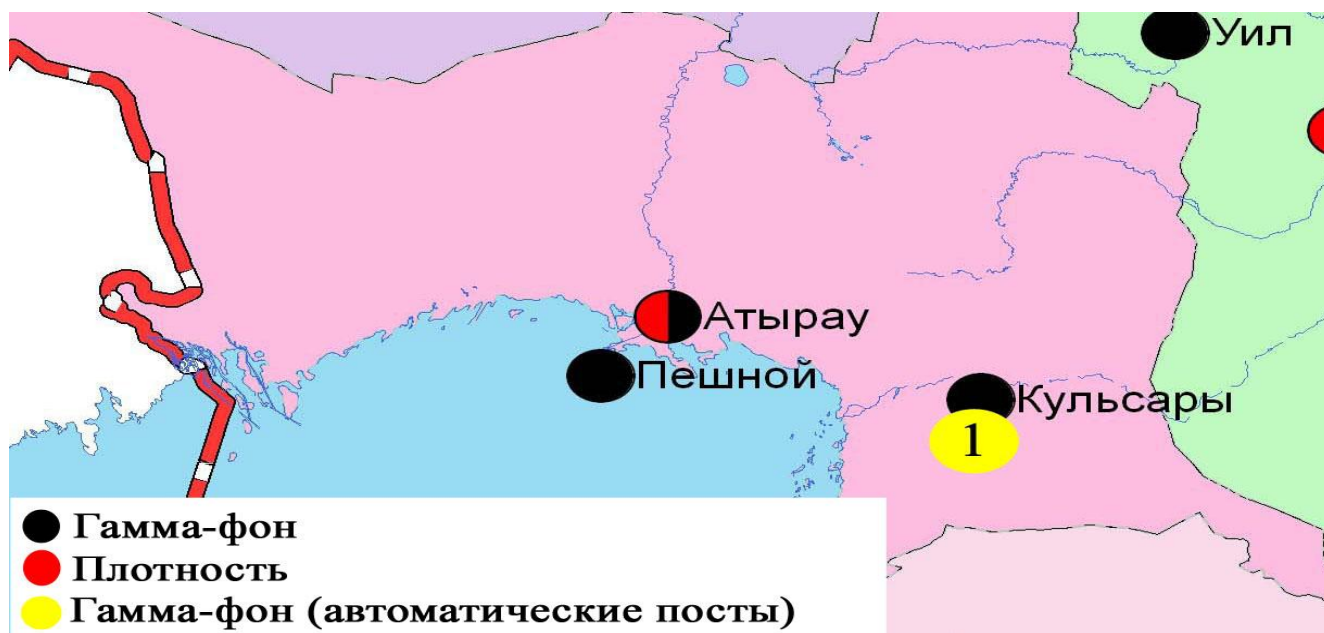 Уил
Атырау
Пешной
Кульсары
1
Гамма-фон
Плотность
Гамма-фон (автоматические посты)